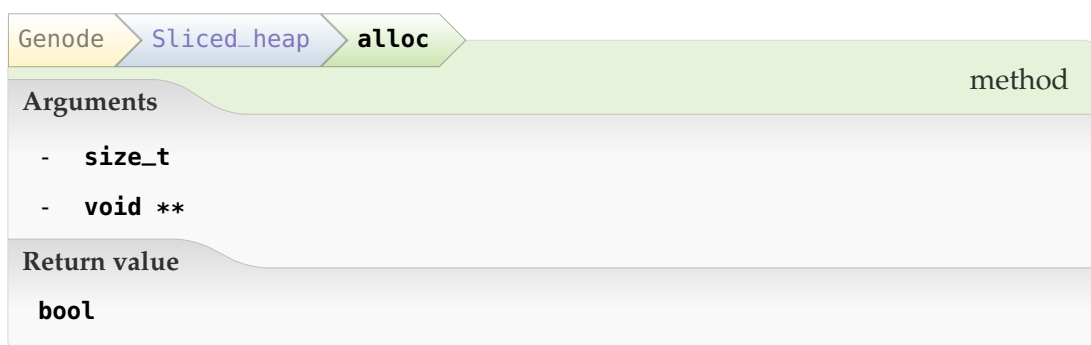 Genode Sliced_heap alloc
method
Arguments
- size_t
- void **
Return value
bool